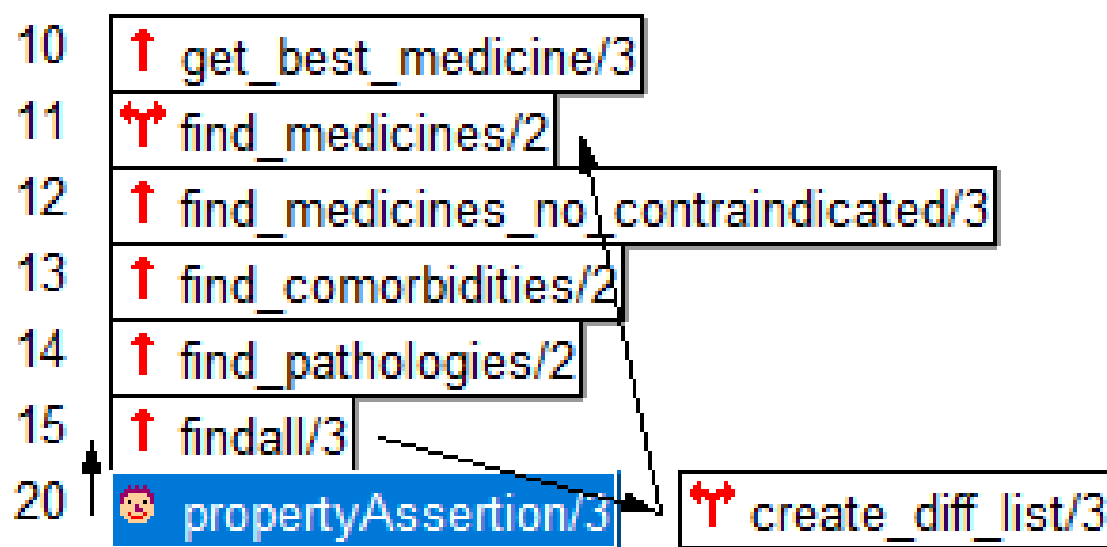 10 get_best_medicine/3
11 find_medicines/2
12 find_medicines_no_contraindicated/3
13 find_comorbidities/2
14 find_pathologies/2
15 findall/3
20 propertyAssertion/3 create_diff_list/3